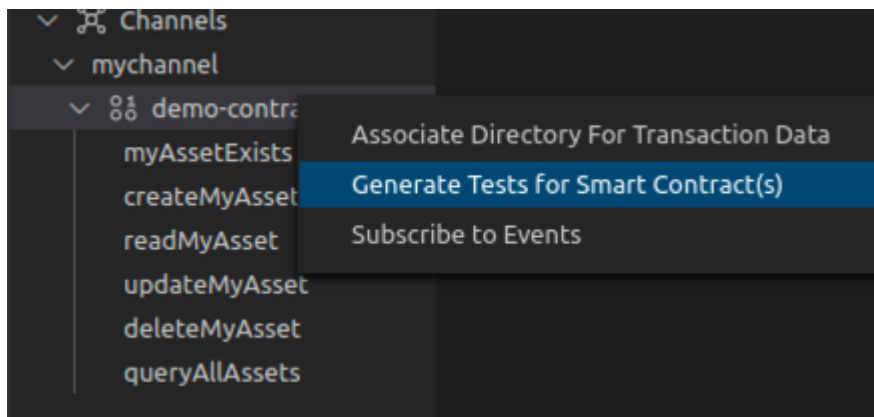 Channels
mychannel
demo-contra
myAssetExists
Associate Directory For Transaction Data
createMyAsset
Generate Tests for Smart Contract(s)
readMyAsset
Subscribe to Events
updateMyAsset
deleteMyAsset
queryAllAssets